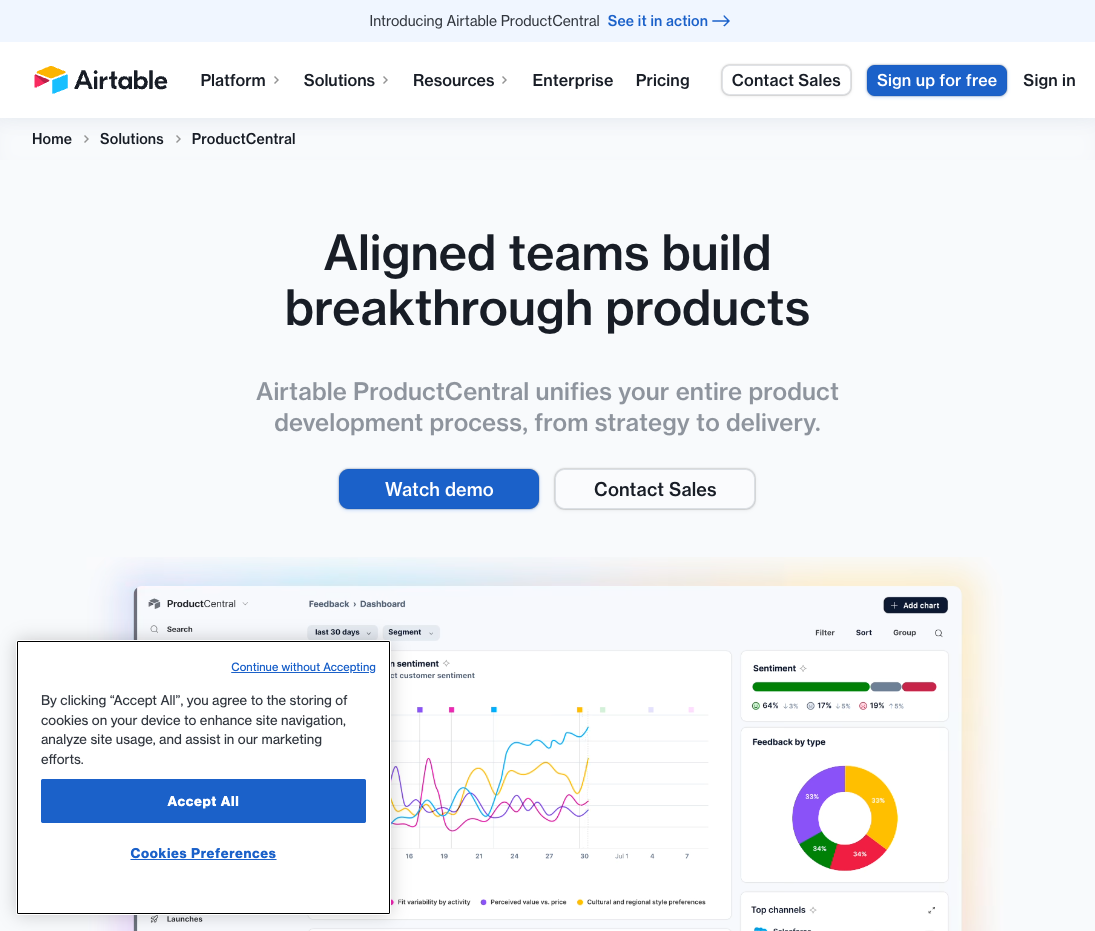 Introducing Airtable ProductCentral See it in action
Airtable
Platform
Solutions
Resources
Enterprise
Pricing
Contact Sales
Sign up for free
Sign in
Home
Solutions
ProductCentral
Aligned teams build
breakthrough products
Airtable ProductCentral unifies your entire product
development process, from strategy to delivery.
Watch demo
Contact Sales
ProductCentral
Feedback › Dashboard
Add chart
Search
last 30 days
Segment
Filter
Sort
Group
n sentiment
ct customer sentiment
Sentiment
64% ↓3%
17% ↓5%
19% ↑5%
Feedback by type
33%
33%
34%
34%
16
19
21
24
27
30
Jul 1
4
7
Fit variability by activity
Perceived value vs. price
Cultural and regional style preferences
Top channels
Salesforce
Continue without Accepting
By clicking “Accept All”, you agree to the storing of
cookies on your device to enhance site navigation,
analyze site usage, and assist in our marketing
efforts.
Accept All
Cookies Preferences
Launches